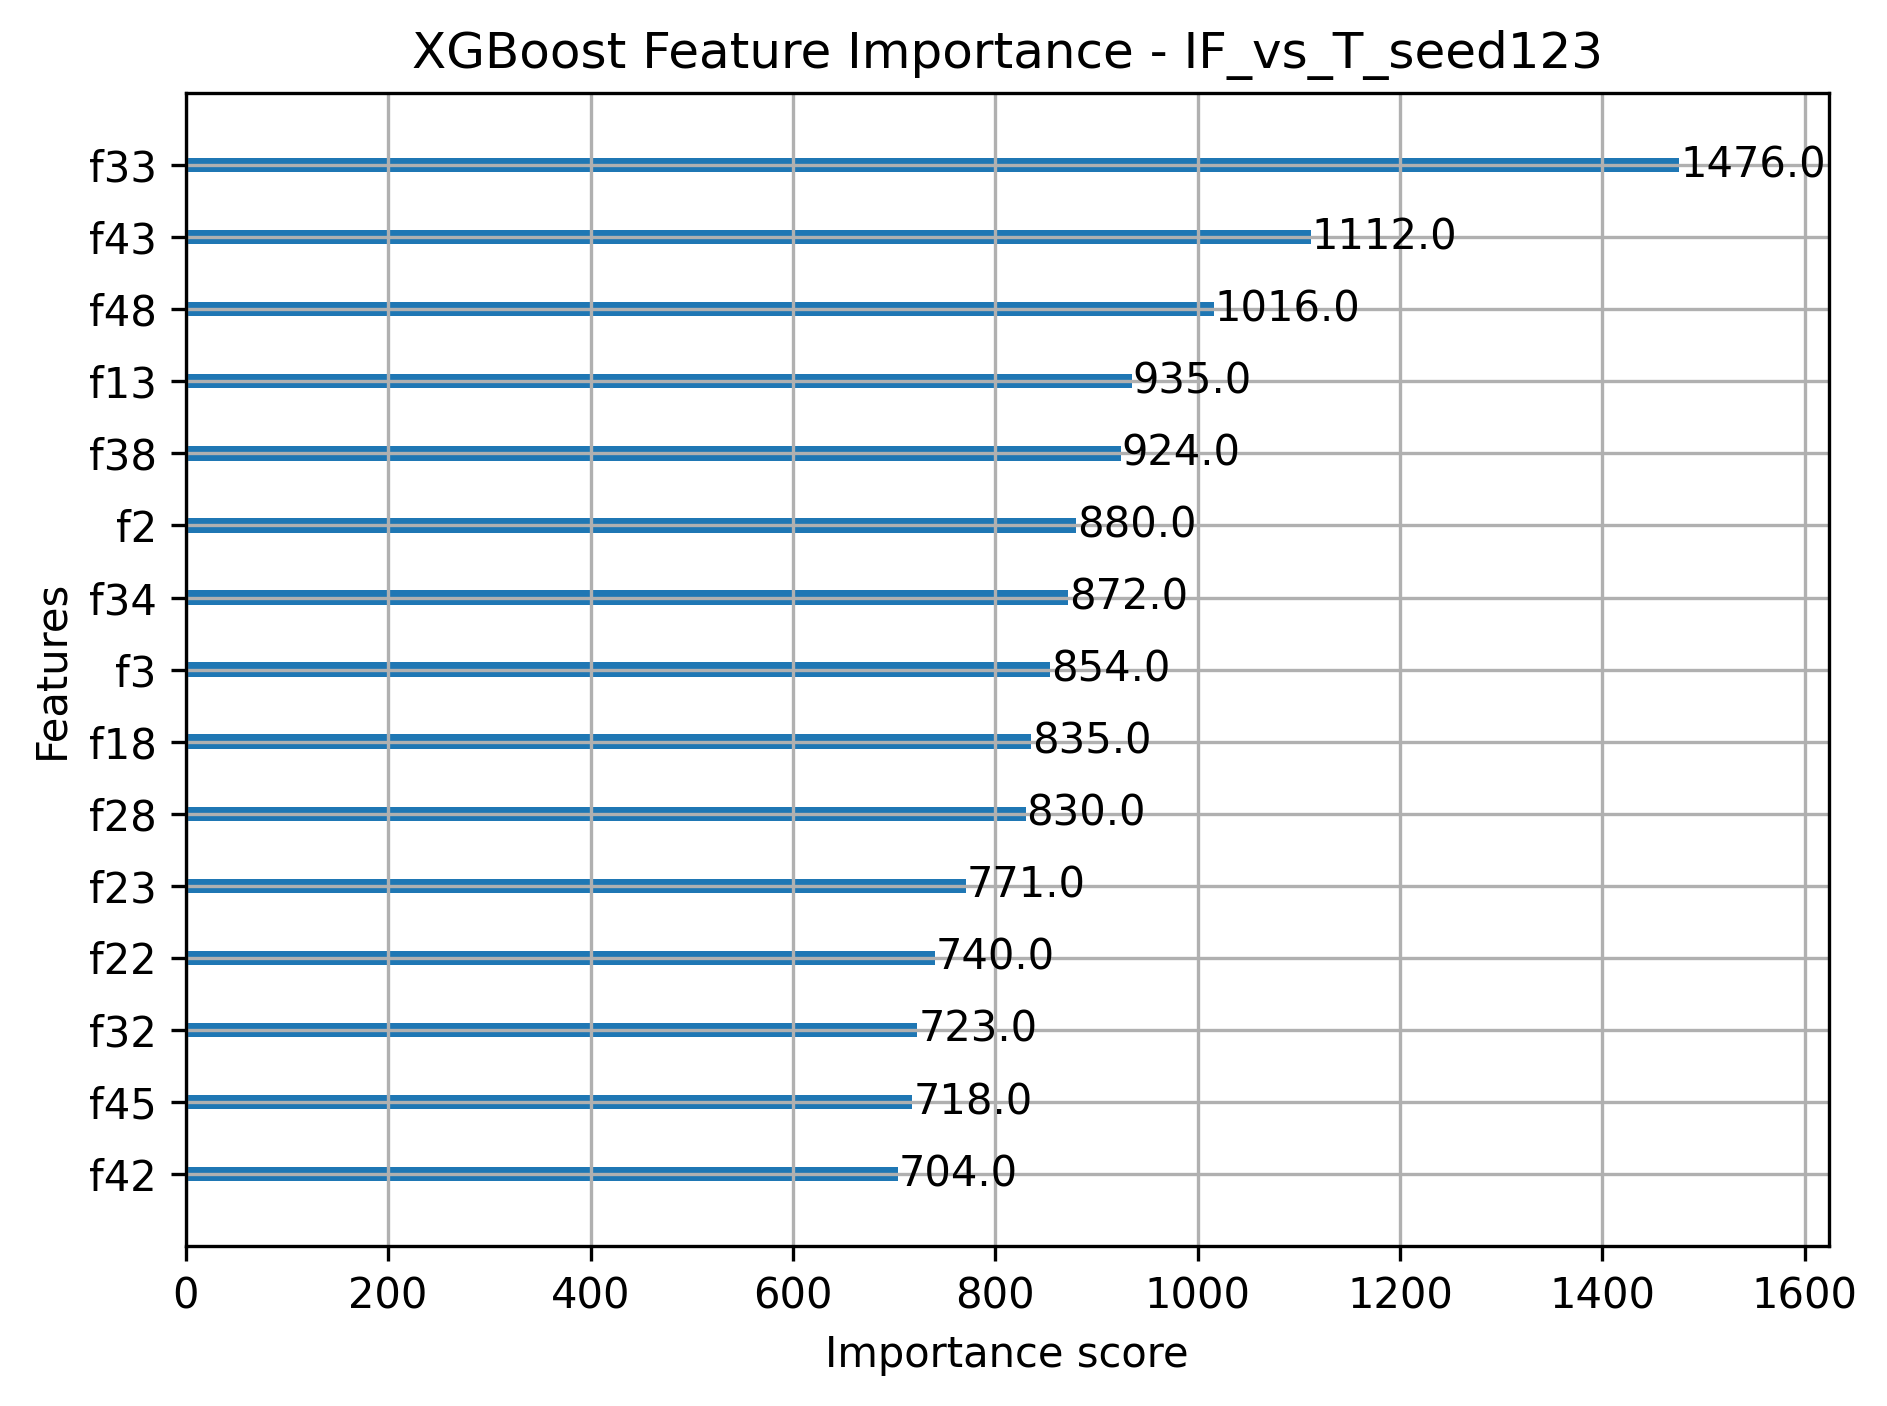 XGBoost Feature Importance - IF_vs_T_seed123
f33 1476.0
f43 1112.0
f48 1016.0
f13 935.0
f38 924.0
f2 880.0
f34 872.0
f3 854.0
f18 835.0
f28 830.0
f23 771.0
f22 740.0
f32 723.0
f45 718.0
f42 704.0
Features
0 200 400 600 800 1000 1200 1400 1600
Importance score